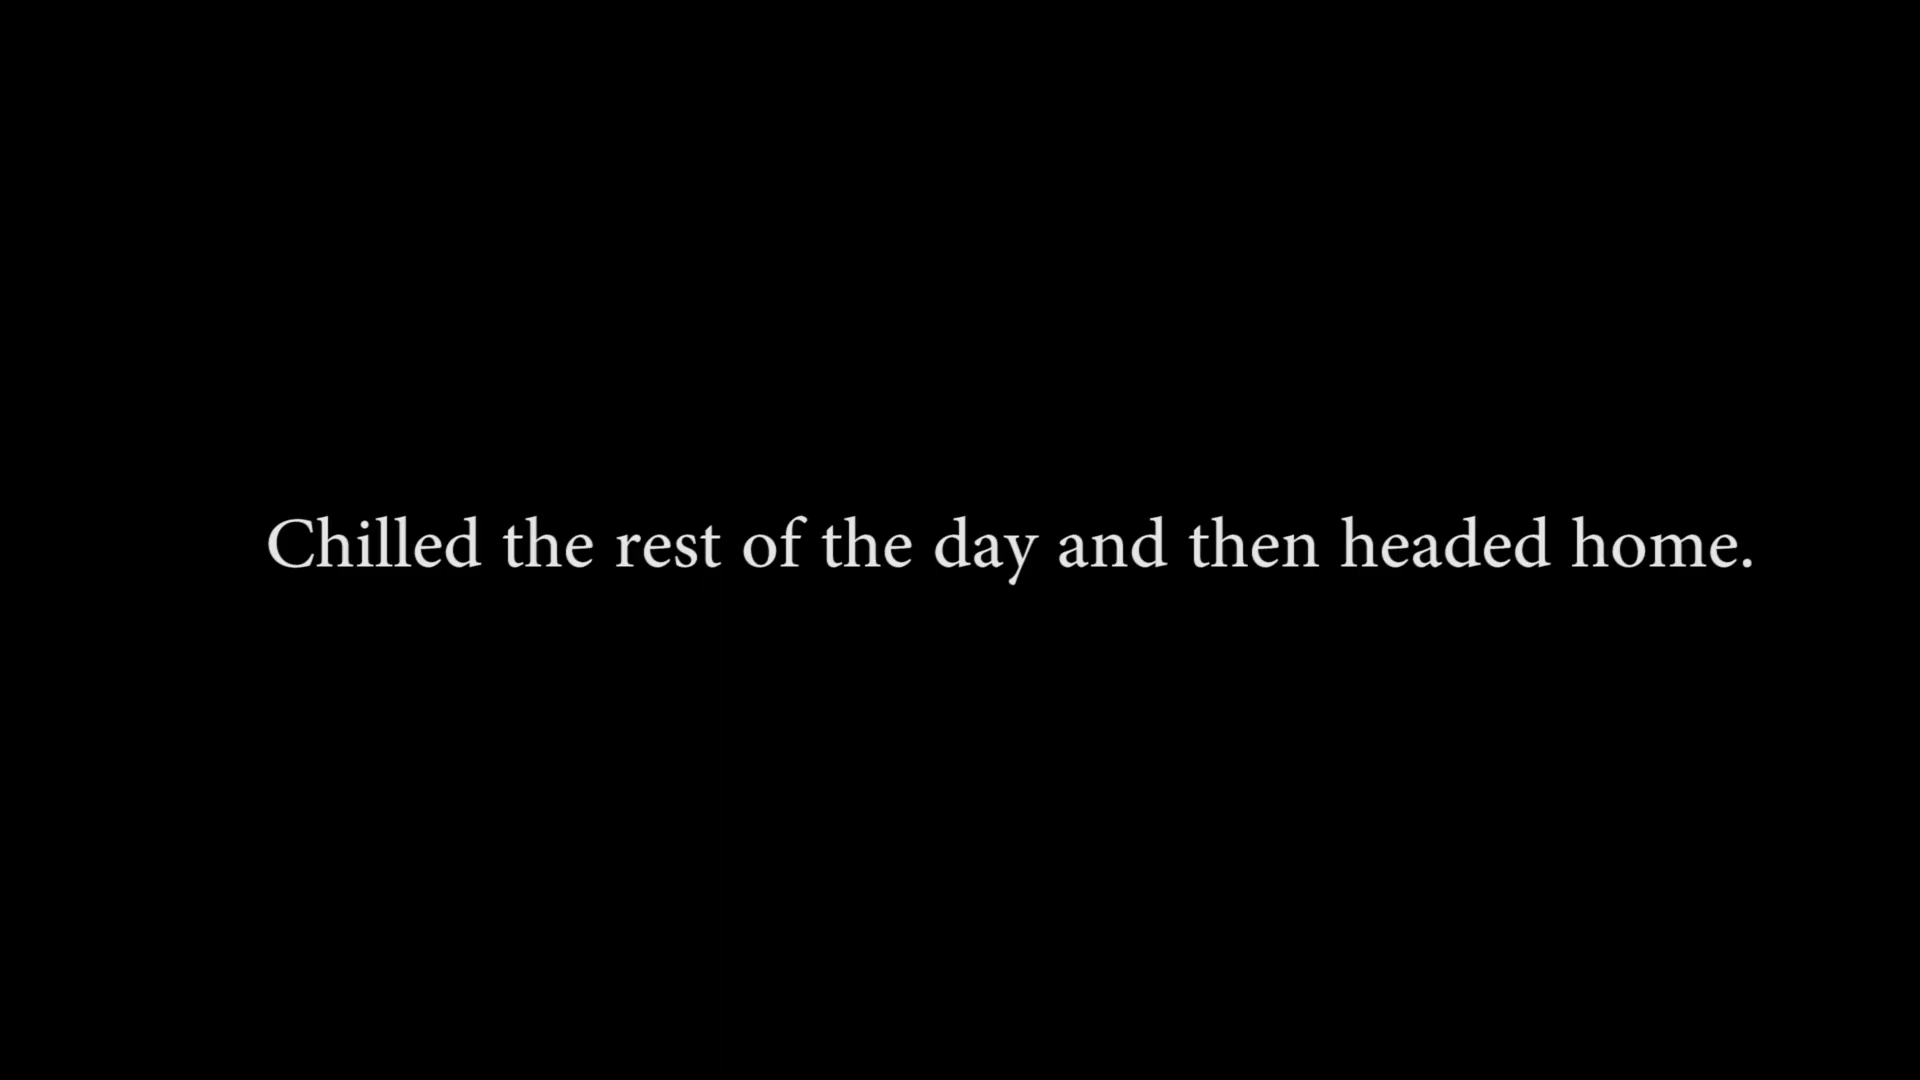 Chilled the rest of the day and then headed home.